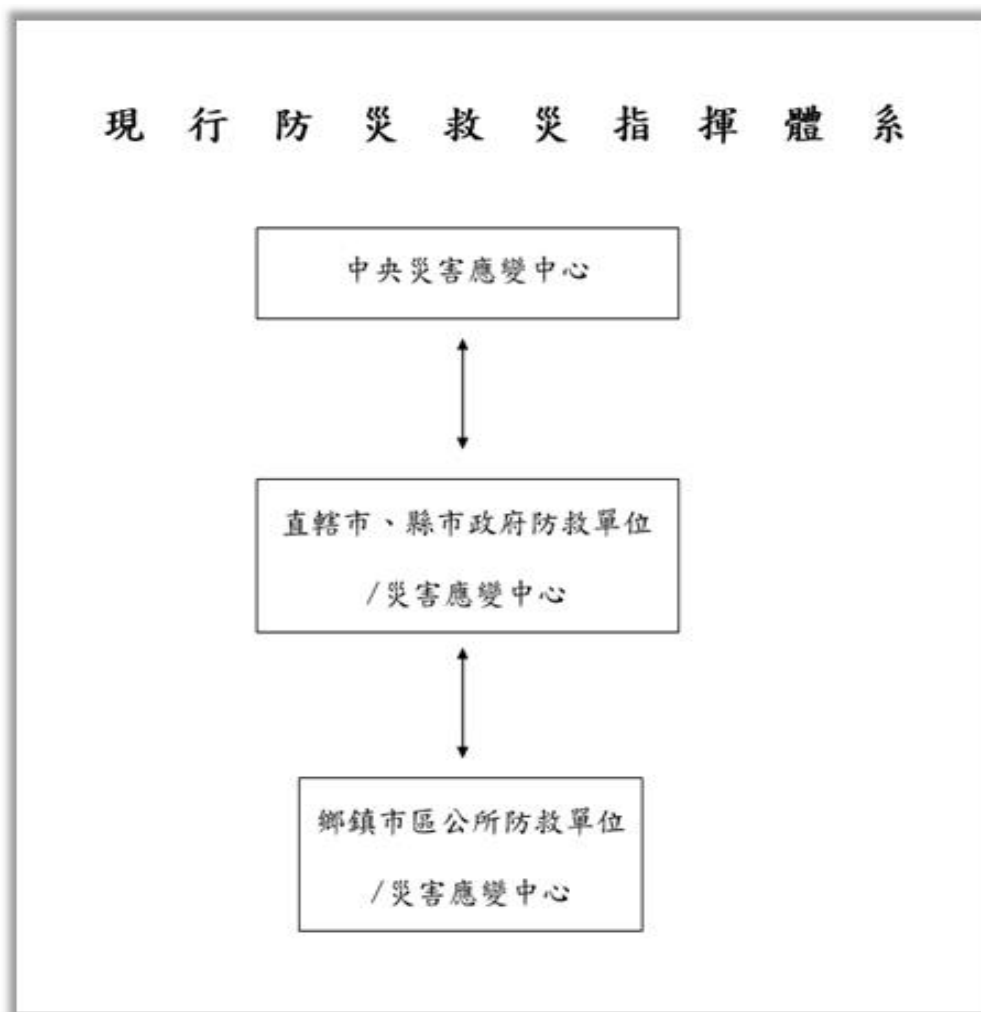 現行防災救災指揮體系
中央災害應變中心
直轄市、縣市政府防救單位
/災害應變中心
鄉鎮市區公所防救單位
/災害應變中心